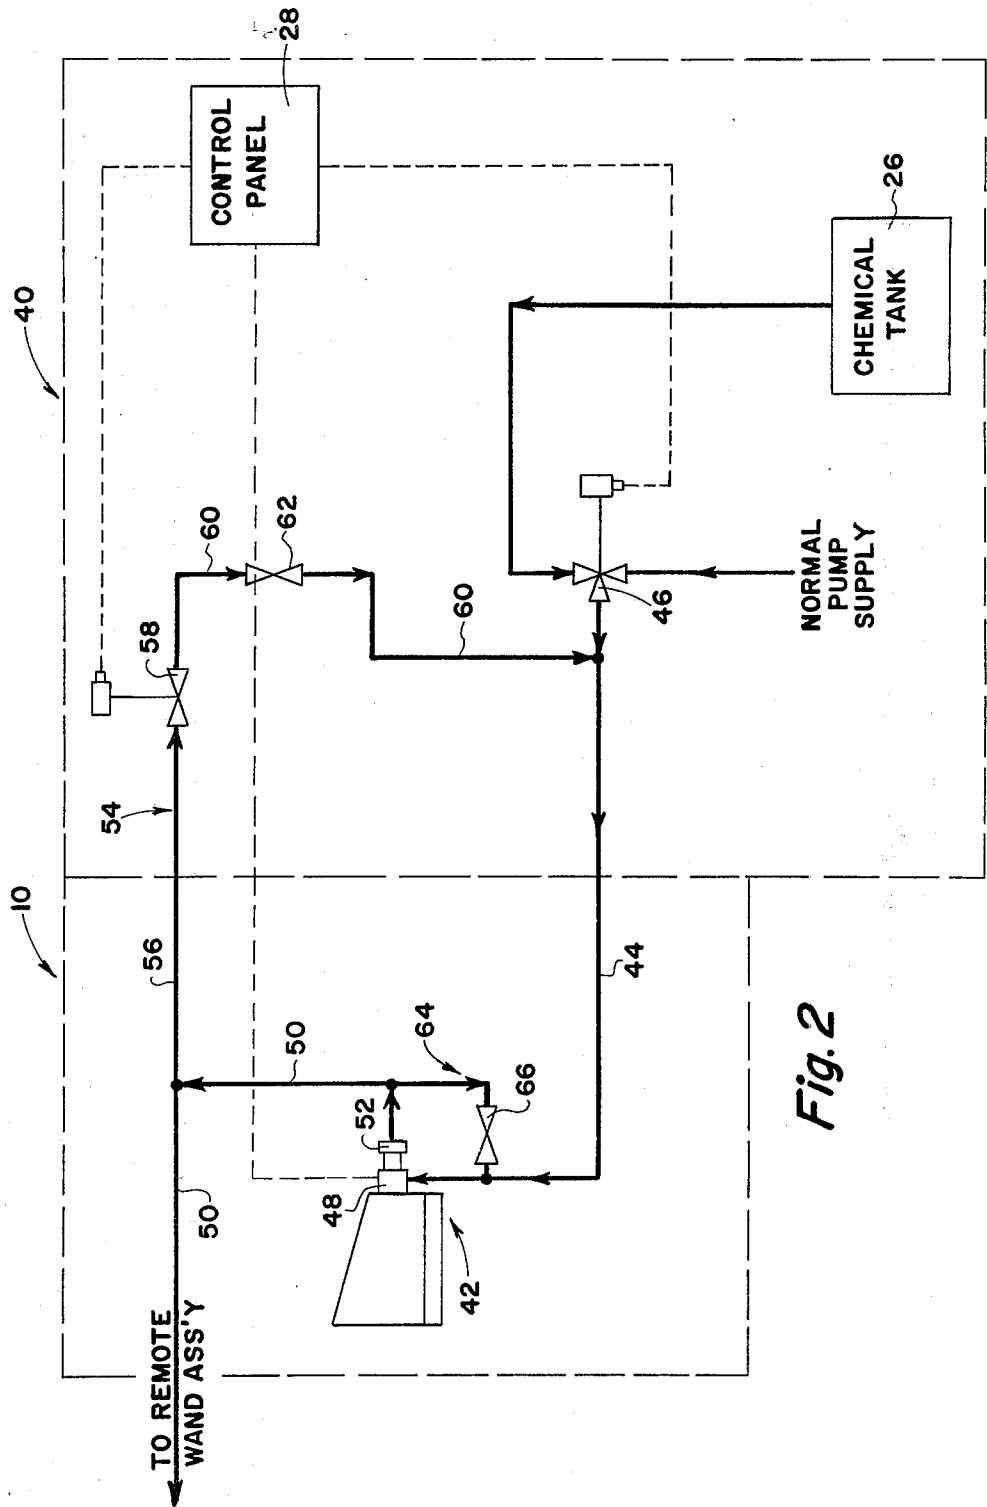 28
CONTROL
PANEL
40
CHEMICAL
TANK
26
60
62
58
60
46
NORMAL
PUMP
SUPPLY
54
10
56
44
50
64
52
66
50
48
42
TO REMOTE
WAND ASS'Y
Fig. 2